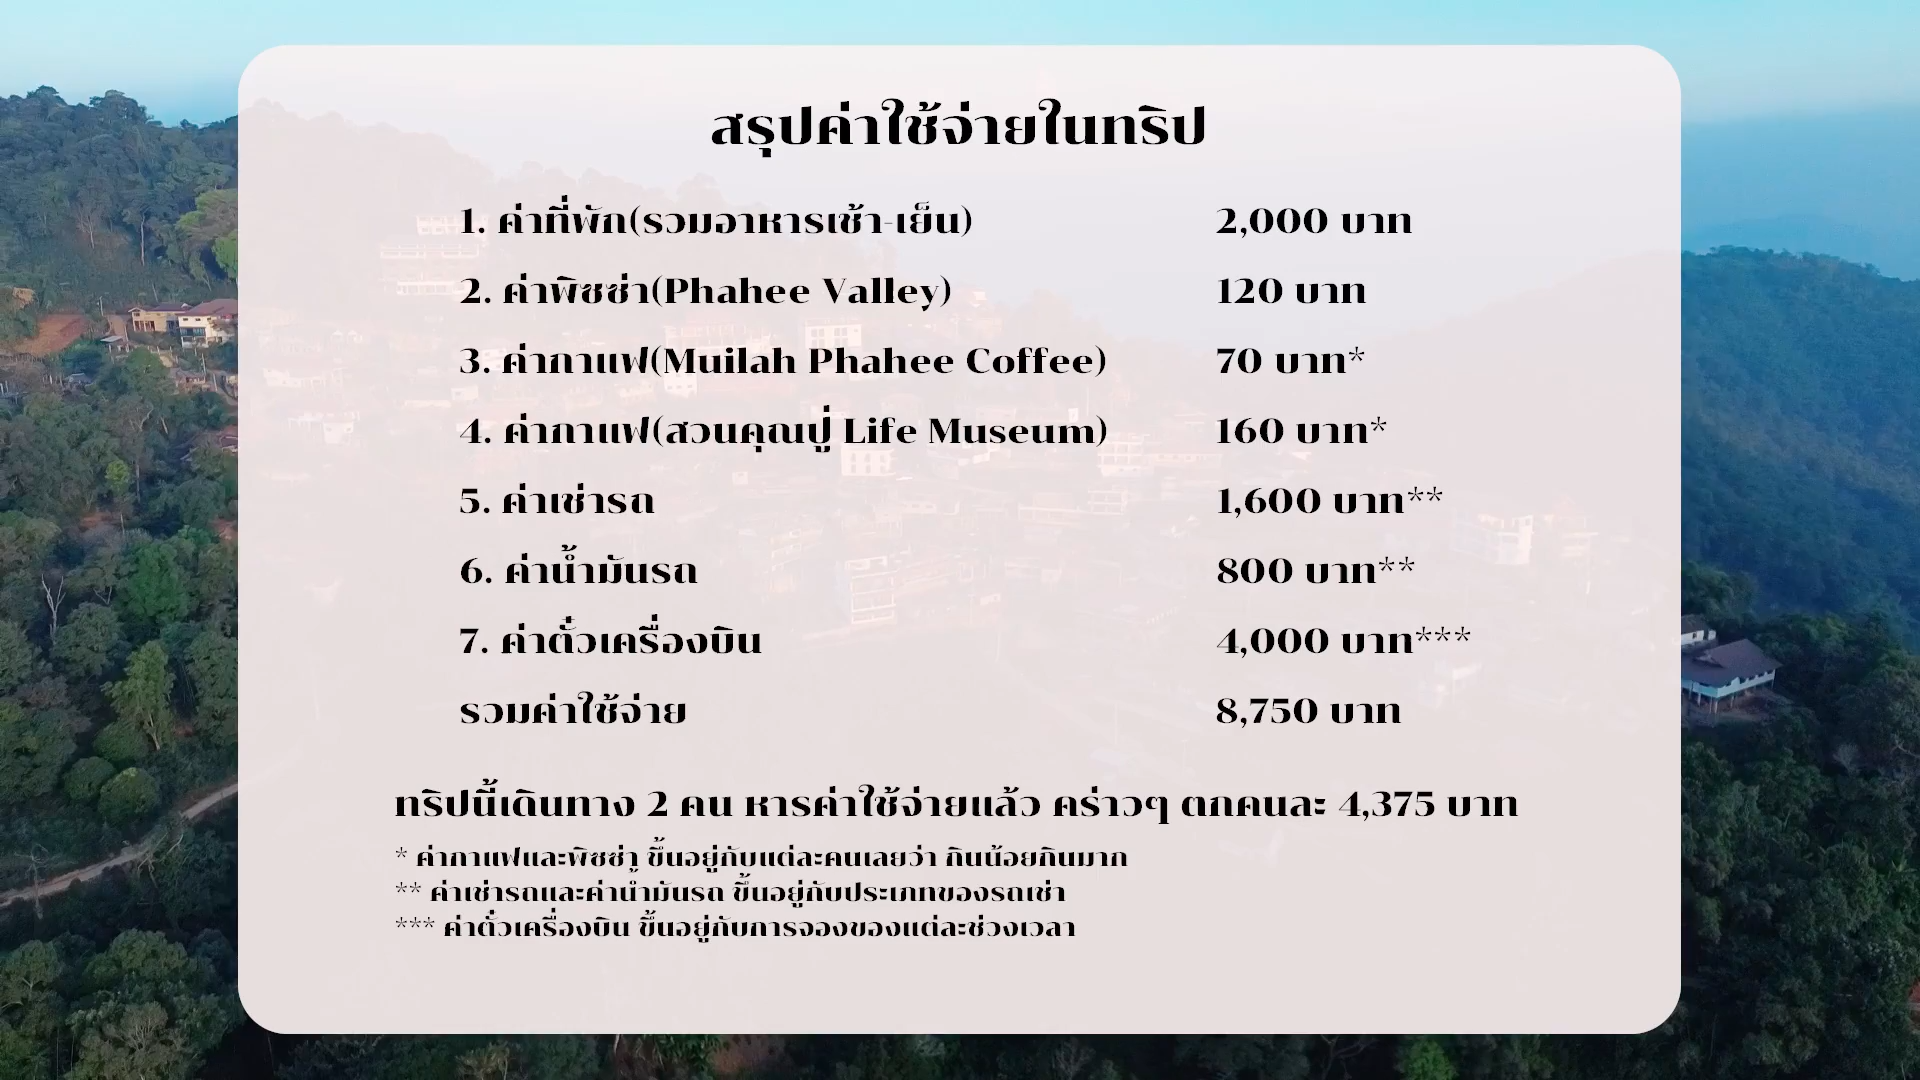 สรุปค่าใช้จ่ายในทริป
1. ค่าที่พัก(รวมอาหารเช้า-เย็น) 2,000 บาท
2. ค่าพิซซ่า(Phahee Valley) 120 บาท
3. ค่ากาแฟ(Muilah Phahee Coffee) 70 บาท*
4. ค่ากาแฟ(สวนคุณปู่ Life Museum) 160 บาท*
5. ค่าเช่ารถ 1,600 บาท**
6. ค่าน้ำมันรถ 800 บาท**
7. ค่าตั๋วเครื่องบิน 4,000 บาท***
รวมค่าใช้จ่าย 8,750 บาท
ทริปนี้เดินทาง 2 คน หารค่าใช้จ่ายแล้ว คร่าวๆ ตกคนละ 4,375 บาท
* ค่ากาแฟและพิซซ่า ขึ้นอยู่กับแต่ละคนเลยว่า กินน้อยกินมาก
** ค่าเช่ารถและค่าน้ำมันรถ ขึ้นอยู่กับประเภทของรถเช่า
*** ค่าตั๋วเครื่องบิน ขึ้นอยู่กับการจองของแต่ละช่วงเวลา